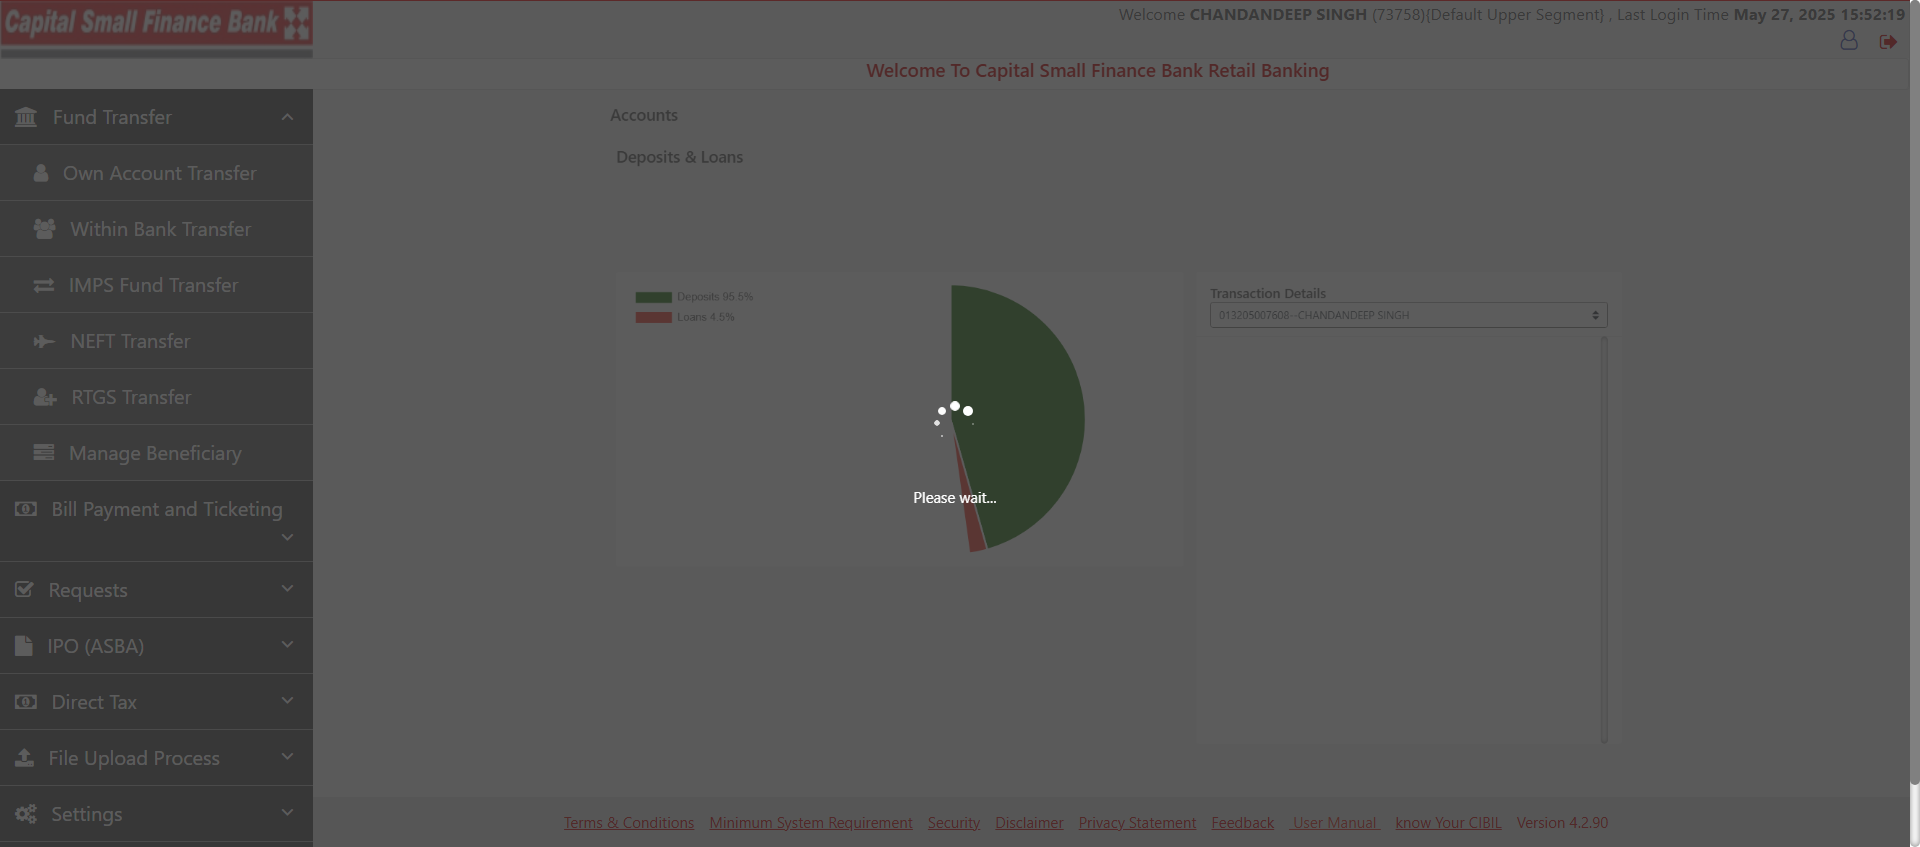 Capital Small Finance Bank
Welcome CHANDANDEEP SINGH (73758){Default Upper Segment} , Last Login Time May 27, 2025 15:52:19
Welcome To Capital Small Finance Bank Retail Banking
Fund Transfer
Own Account Transfer
Within Bank Transfer
IMPS Fund Transfer
NEFT Transfer
RTGS Transfer
Manage Beneficiary
Bill Payment and Ticketing
Requests
IPO (ASBA)
Direct Tax
File Upload Process
Settings
Accounts
Deposits & Loans
Deposits 95.5%
Loans 4.5%
Please wait...
Transaction Details
013205007608--CHANDANDEEP SINGH
Terms & Conditions Minimum System Requirement Security Disclaimer Privacy Statement Feedback User Manual know Your CIBIL Version 4.2.90